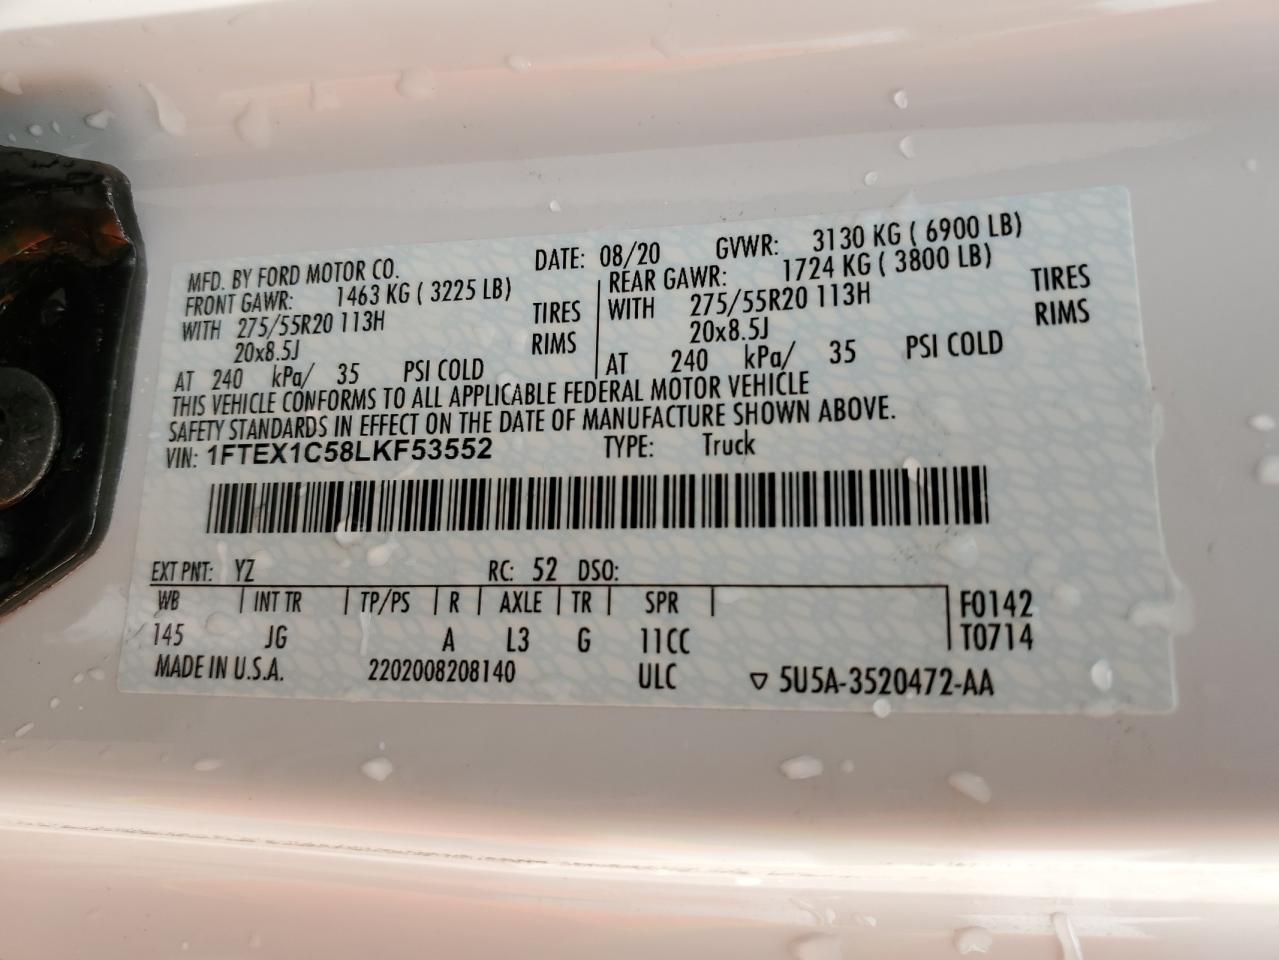 MFD. BY FORD MOTOR CO. DATE: 08/20 GVWR: 3130 KG ( 6900 LB)
FRONT GAWR: 1463 KG ( 3225 LB) REAR GAWR: 1724 KG ( 3800 LB)
WITH 275/55R20 113H TIRES WITH 275/55R20 113H TIRES
20x8.5J RIMS 20x8.5J RIMS
AT 240 kPa/ 35 PSI COLD AT 240 kPa/ 35 PSI COLD
THIS VEHICLE CONFORMS TO ALL APPLICABLE FEDERAL MOTOR VEHICLE
SAFETY STANDARDS IN EFFECT ON THE DATE OF MANUFACTURE SHOWN ABOVE.
VIN: 1FTEX1C58LKF53552 TYPE: Truck
EXT PNT: YZ RC: 52 DSO:
WB INT TR TP/PS R AXLE TR SPR F0142
145 JG A L3 G 11CC T0714
MADE IN U.S.A. 2202008208140 ULC ▽ 5U5A-3520472-AA